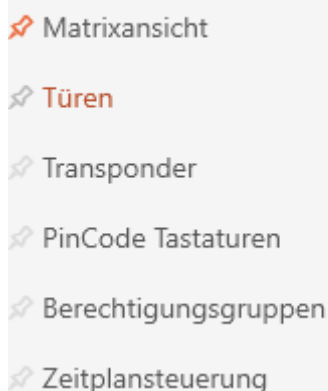 Matrixansicht
Türen
Transponder
PinCode Tastaturen
Berechtigungsgruppen
Zeitplansteuerung